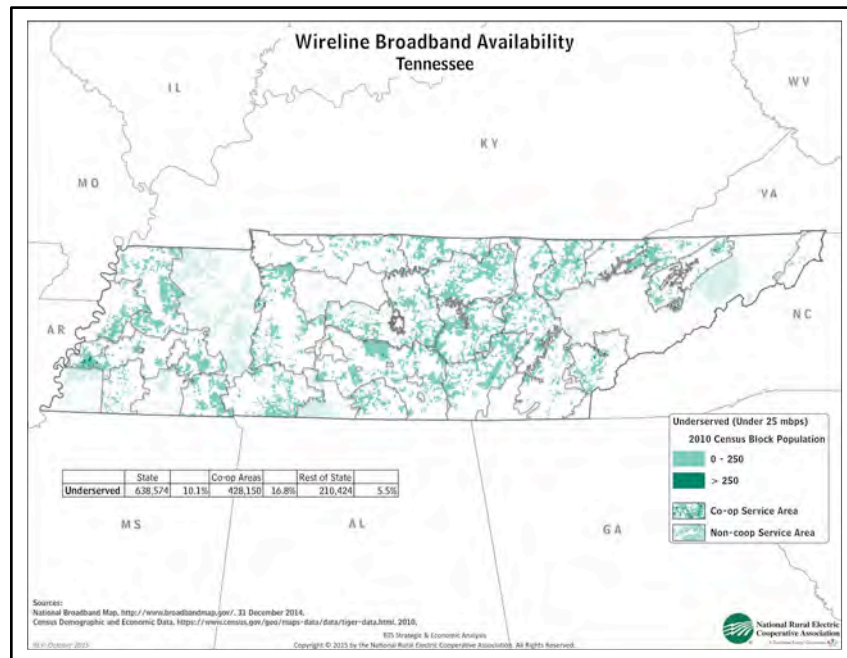 Wireline Broadband Availability
Tennessee
IL
WV
KY
MO
VA
AR
NC
Underserved (Under 25 mbps)
2010 Census Block Population
0 - 250
> 250
Co-op Service Area
Non-coop Service Area
State Co-op Areas Rest of State
Underserved 638,574 10.1% 428,150 16.8% 210,424 5.5%
MS
AL
GA
Sources:
National Broadband Map, http://www.broadbandmap.gov/, 31 December 2014.
Census Demographic and Economic Data, https://www.census.gov/geo/maps-data/data/tiger-data.html, 2010.
Strategic & Economic Analysis
Copyright © 2015 by the National Rural Electric Cooperative Association. All Rights Reserved.
October 2015
National Rural Electric
Cooperative Association